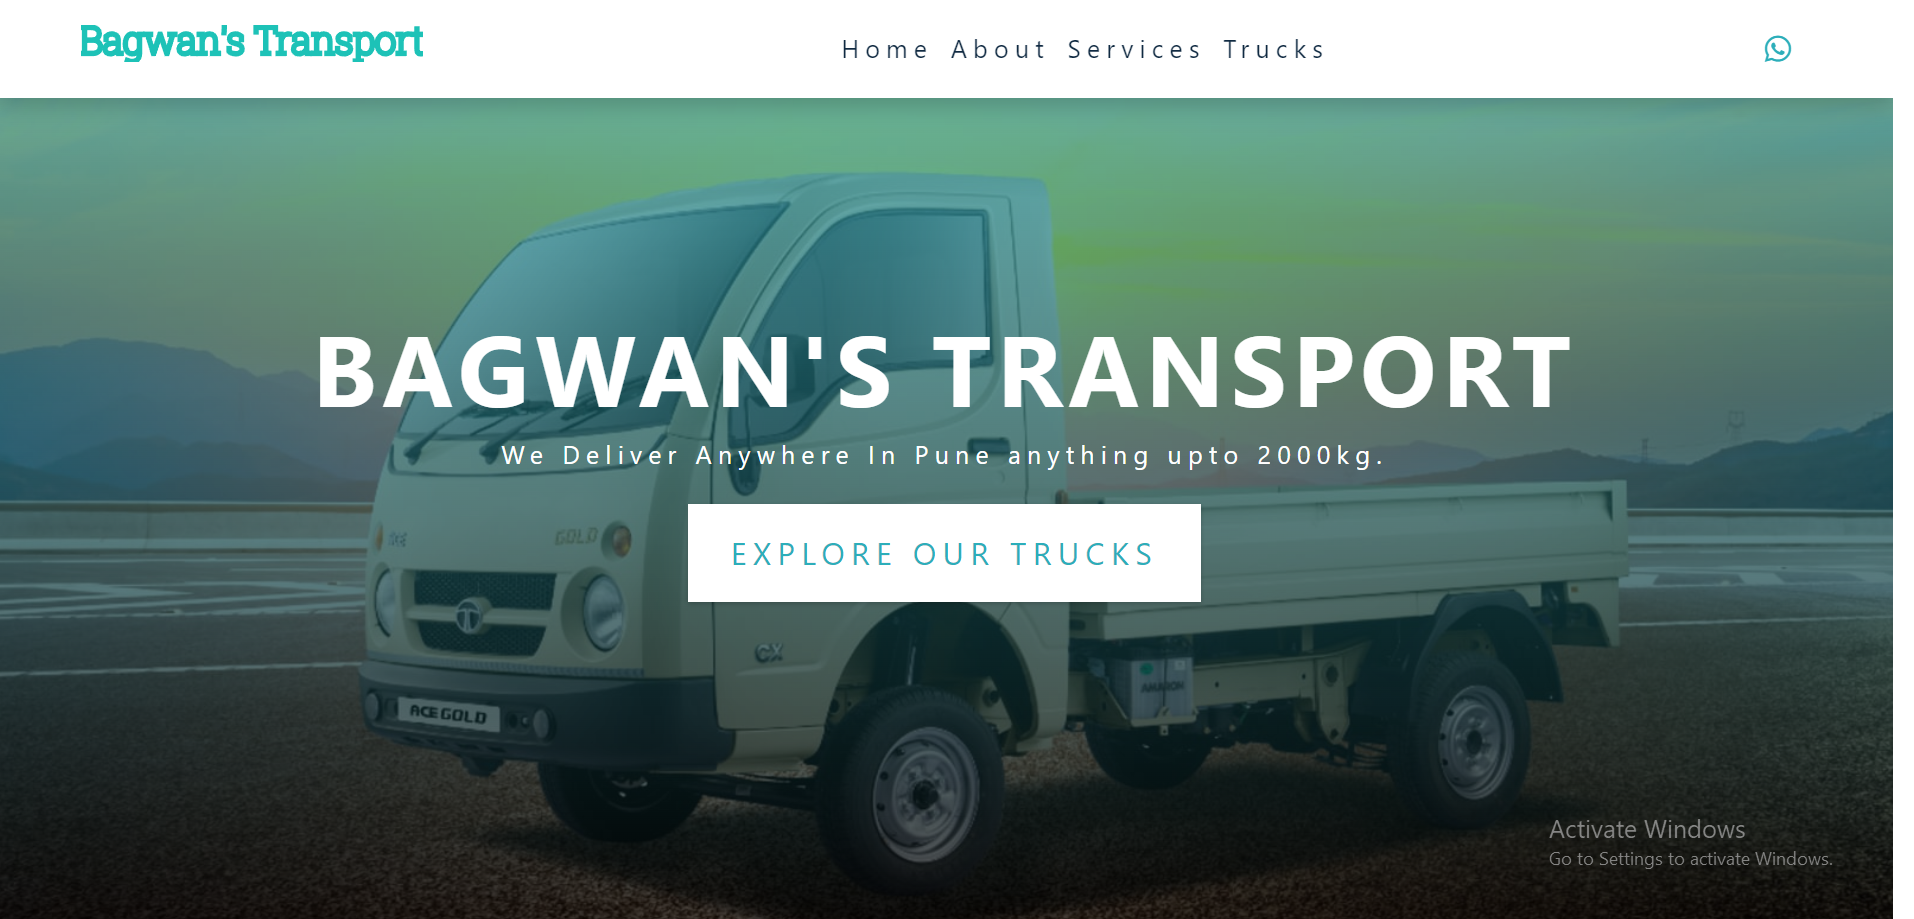 Bagwan's Transport
Home About Services Trucks
BAGWAN'S TRANSPORT
We Deliver Anywhere In Pune anything upto 2000kg.
EXPLORE OUR TRUCKS
GOLD
CX
AMARON
ACE GOLD
Activate Windows
Go to Settings to activate Windows.